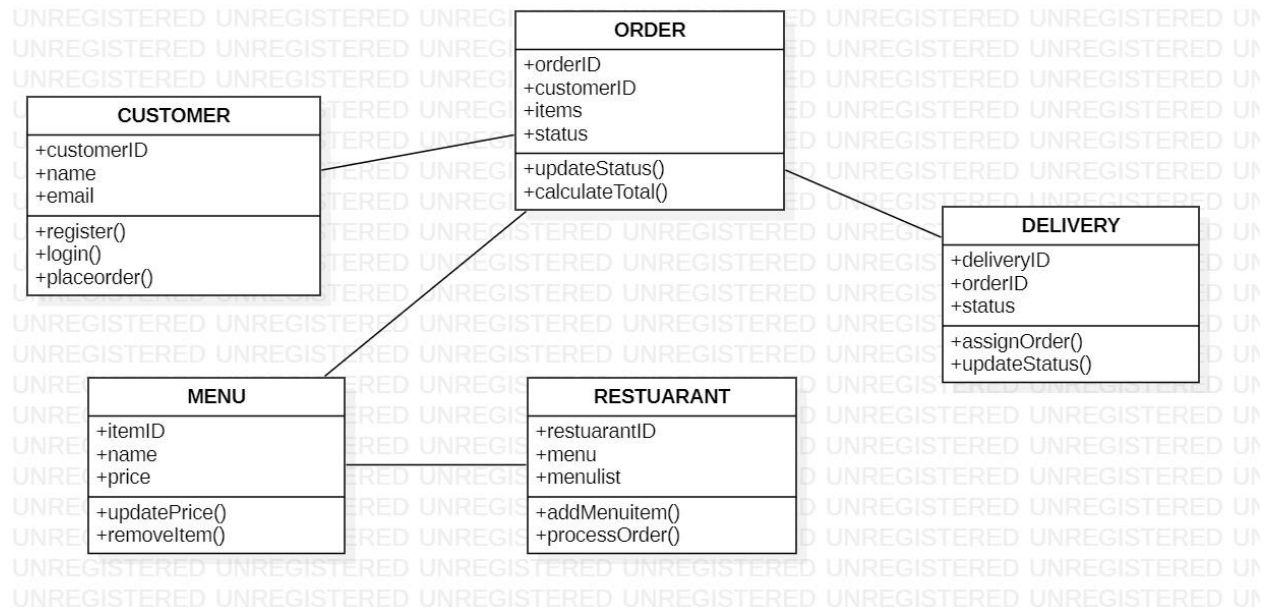 ORDER
+orderID
+customerID
+items
+status
+updateStatus()
+calculateTotal()
CUSTOMER
+customerID
+name
+email
+register()
+login()
+placeorder()
DELIVERY
+deliveryID
+orderID
+status
+assignOrder()
+updateStatus()
MENU
+itemID
+name
+price
+updatePrice()
+removeItem()
RESTUARANT
+restuarantID
+menu
+menulist
+addMenuitem()
+processOrder()
UNREGISTERED